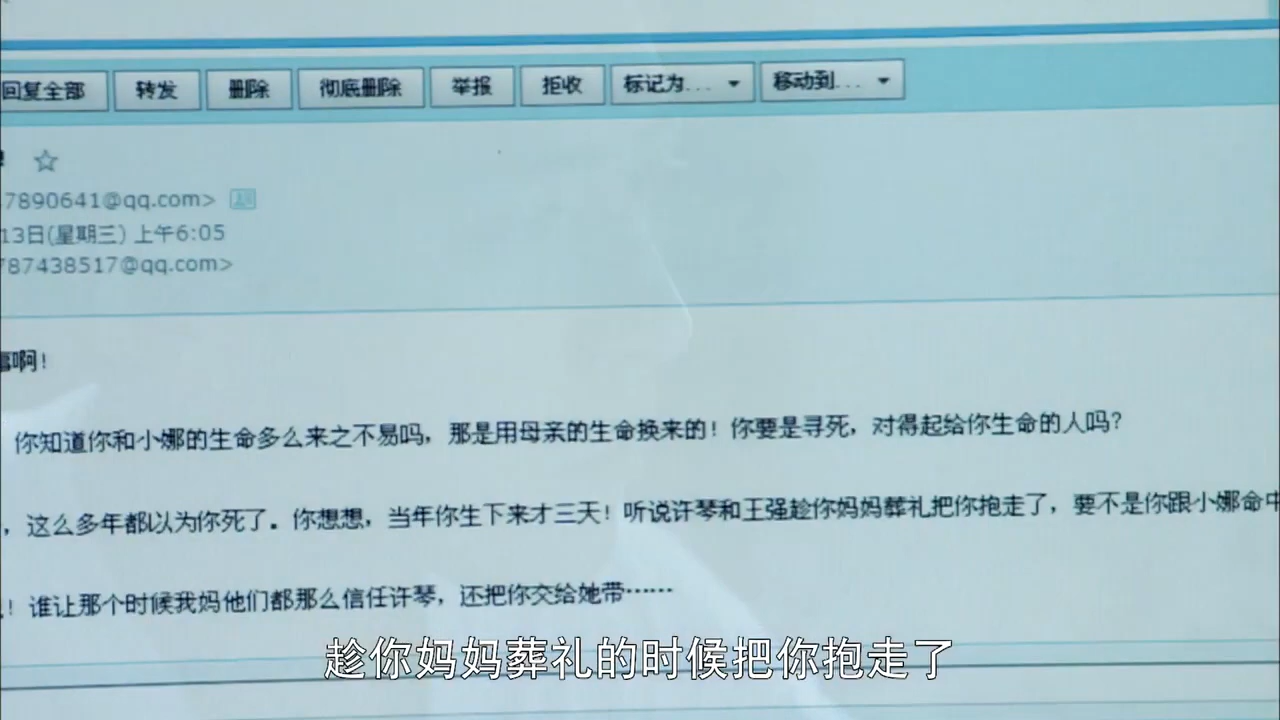 回复全部 转发 删除 彻底删除 举报 拒收 标记为... 移动到...
7890641@qq.com>
13日(星期三) 上午6:05
787438517@qq.com>
啊!
你知道你和小娜的生命多么来之不易吗，那是用母亲的生命换来的！你要是寻死，对得起给你生命的人吗？
，这么多年都以为你死了。你想想，当年你生下来才三天！听说许琴和王强趁你妈妈葬礼把你抱走了，要不是你跟小娜命中
！谁让那个时候我妈他们都那么信任许琴，还把你交给她带……
趁你妈妈葬礼的时候把你抱走了